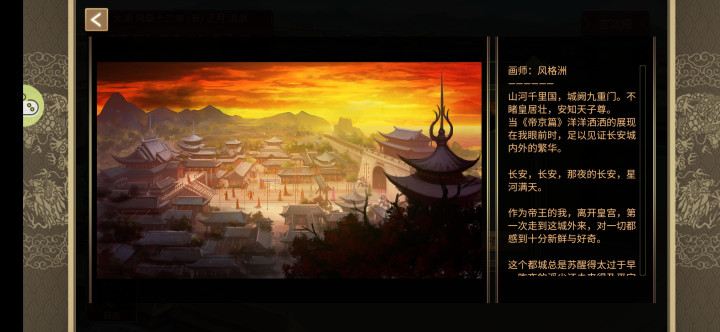 画师：风格洲
——————
山河千里国，城阙九重门。不
睹皇居壮，安知天子尊。
当《帝京篇》洋洋洒洒的展现
在我眼前时，足以见证长安城
内外的繁华。
长安，长安，那夜的长安，星
河满天。
作为帝王的我，离开皇宫，第
一次走到这城外来，对一切都
感到十分新鲜与好奇。
这个都城总是苏醒得太过于早